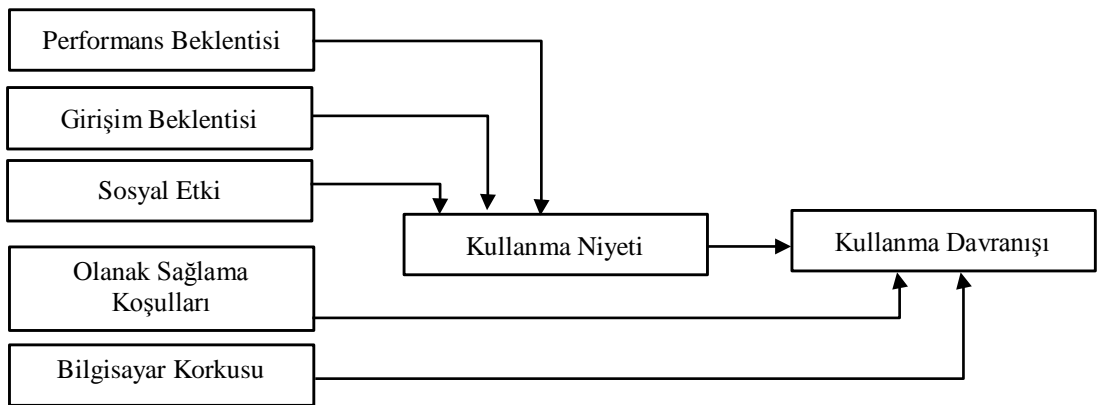 Performans Beklentisi
Girişim Beklentisi
Sosyal Etki
Kullanma Niyeti
Kullanma Davranışı
Olanak Sağlama
Koşulları
Bilgisayar Korkusu